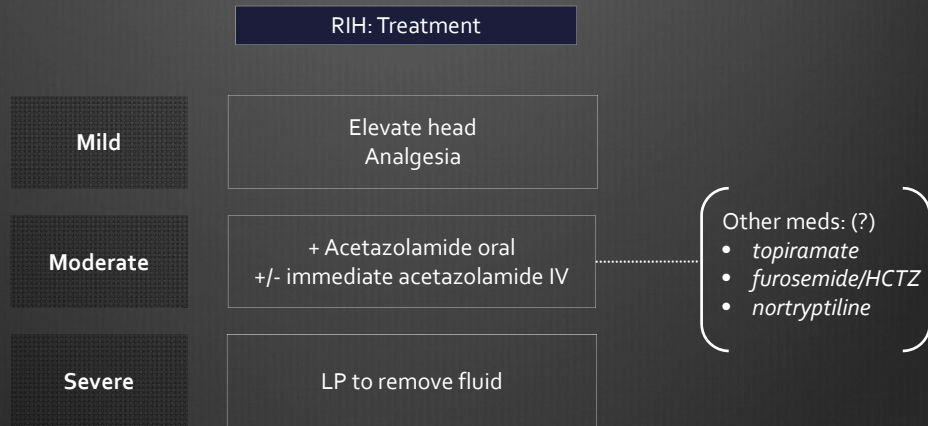 RIH: Treatment
Mild
Elevate head
Analgesia
Moderate
+ Acetazolamide oral
+/- immediate acetazolamide IV
Other meds: (?)
• topiramate
• furosemide/HCTZ
• nortryptiline
Severe
LP to remove fluid